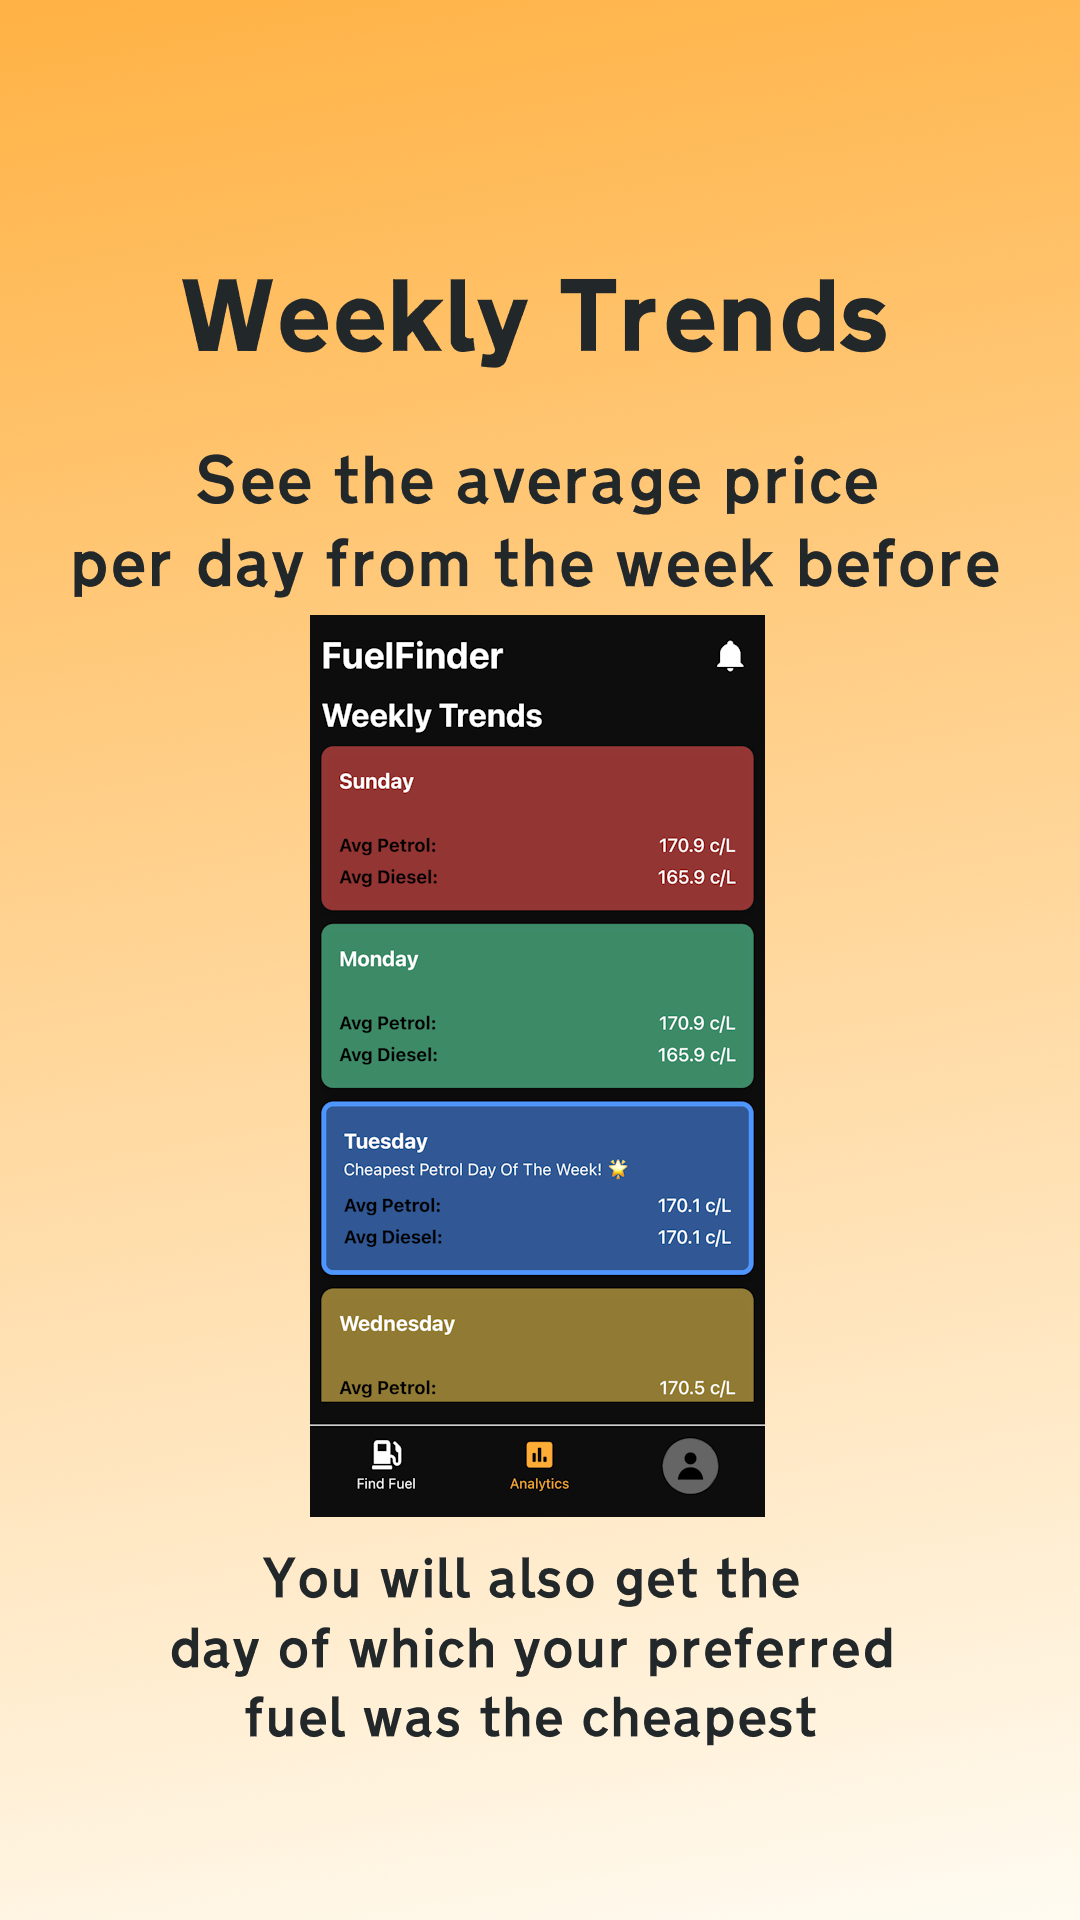 Weekly Trends
See the average price
per day from the week before
FuelFinder
Weekly Trends
Sunday
Avg Petrol: 170.9 c/L
Avg Diesel: 165.9 c/L
Monday
Avg Petrol: 170.9 c/L
Avg Diesel: 165.9 c/L
Tuesday
Cheapest Petrol Day Of The Week! 🌟
Avg Petrol: 170.1 c/L
Avg Diesel: 170.1 c/L
Wednesday
Avg Petrol: 170.5 c/L
Find Fuel Analytics
You will also get the
day of which your preferred
fuel was the cheapest